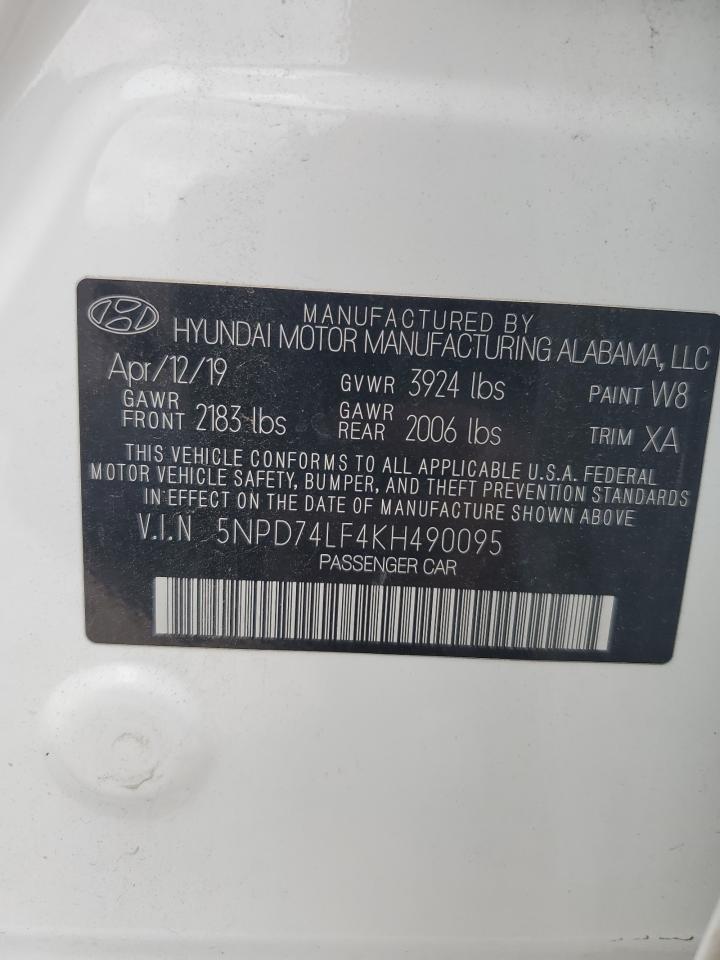 MANUFACTURED BY
HYUNDAI MOTOR MANUFACTURING ALABAMA, LLC
Apr/12/19 GVWR 3924 lbs PAINT W8
GAWR FRONT 2183 lbs GAWR REAR 2006 lbs TRIM XA
THIS VEHICLE CONFORMS TO ALL APPLICABLE U.S.A. FEDERAL
MOTOR VEHICLE SAFETY, BUMPER, AND THEFT PREVENTION STANDARDS
IN EFFECT ON THE DATE OF MANUFACTURE SHOWN ABOVE
V.I.N 5NPD74LF4KH490095
PASSENGER CAR